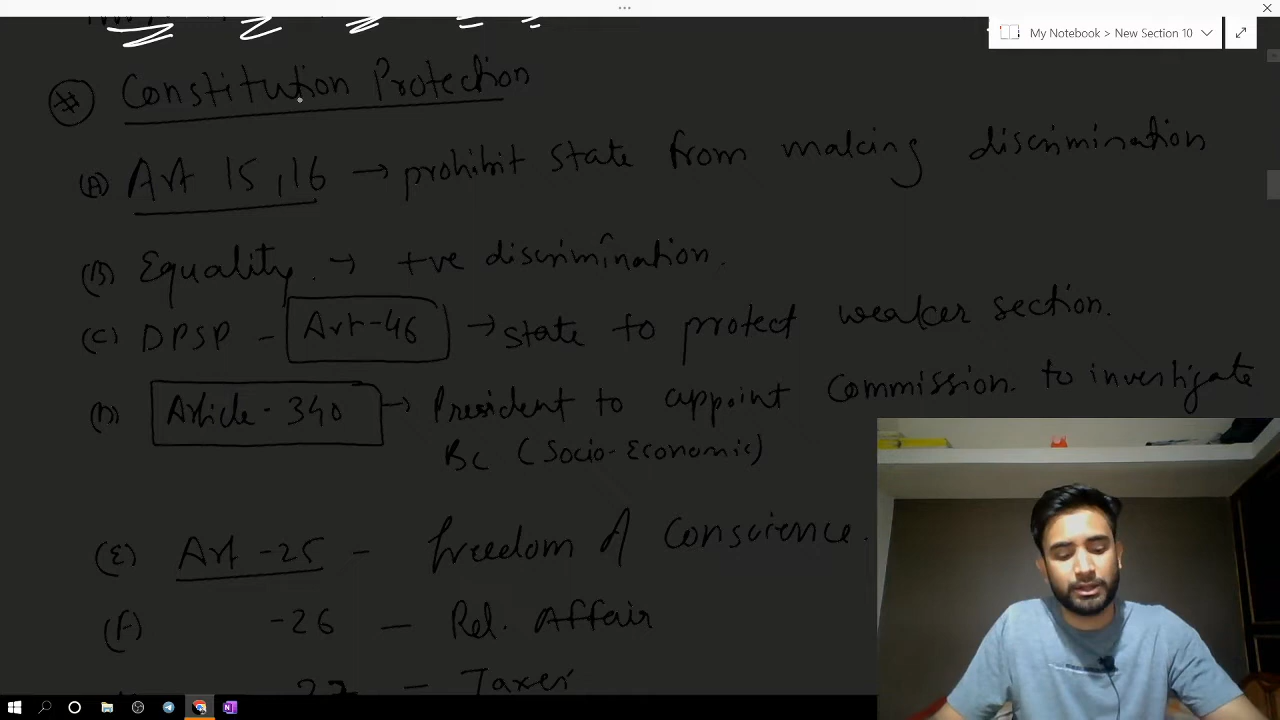 My Notebook > New Section 10
Constitution Protection
(A) Art 15, 16 → prohibit state from making discrimination
(B) Equality → +ve discrimination.
(C) DPSP - Art-46 → state to protect weaker section.
(D) Article - 340 → President to appoint Commission. to investigate
BC (Socio-Economic)
(E) Art -25 - freedom of conscience.
(F) -26 - Rel. Affair
27 - Taxes